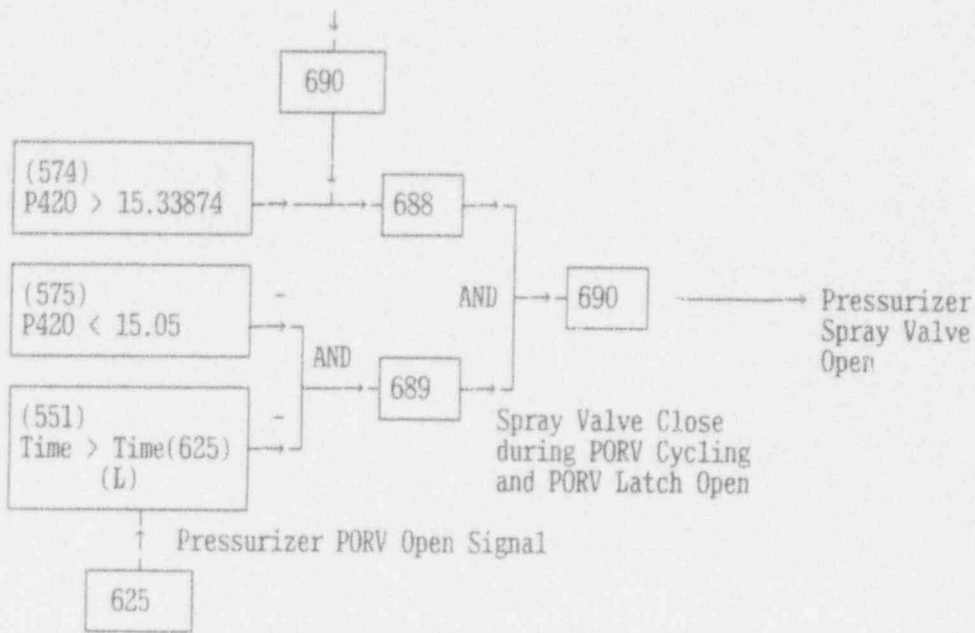 690
(574)
P420 > 15.33874
688
(575)
P420 < 15.05
-
AND
690
Pressurizer
Spray Valve
Open
AND
689
(551)
Time > Time(625)
(L)
-
Spray Valve Close
during PORV Cycling
and PORV Latch Open
Pressurizer PORV Open Signal
625